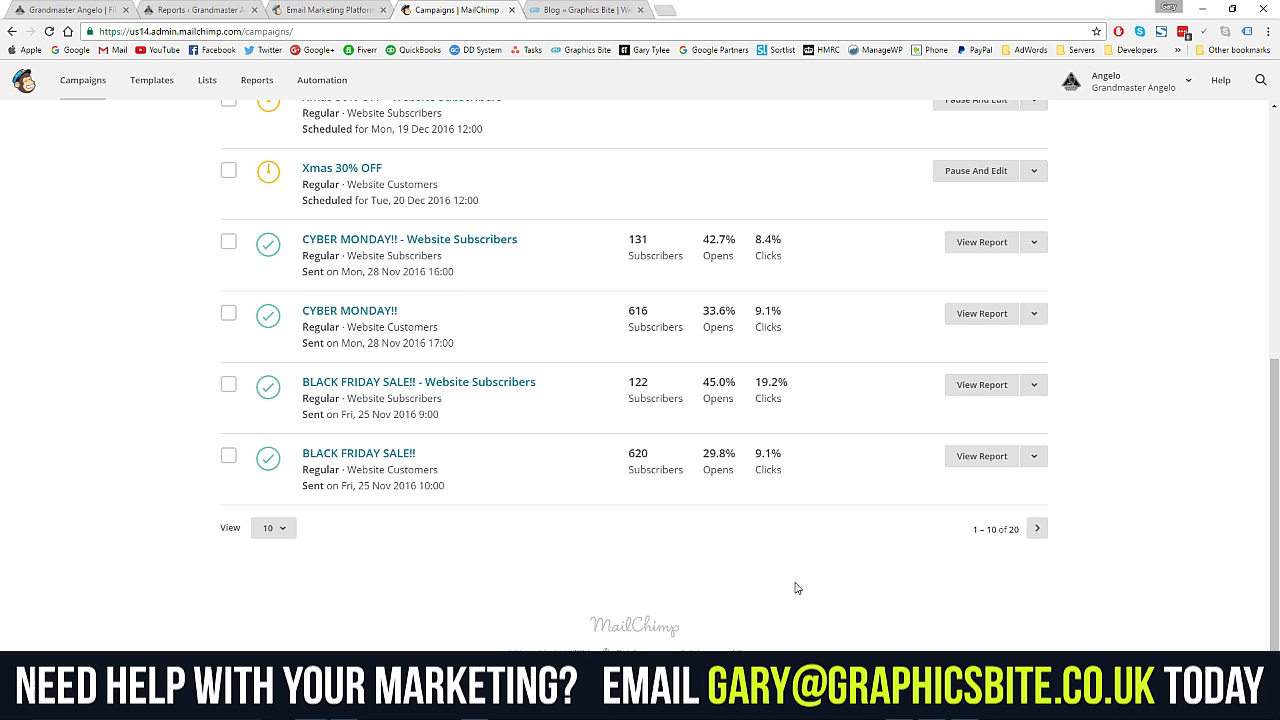 Grandmaster Angelo | Fi
Reports ‹ Grandmaster A
Email Marketing Platform
Campaigns | MailChimp
Blog » Graphics Bite | We
Gary
https://us14.admin.mailchimp.com/campaigns/
Apple
Google
Mail
YouTube
Facebook
Twitter
Google+
Fiverr
QuickBooks
DD System
Tasks
Graphics Bite
Gary Tylee
Google Partners
Sortlist
HMRC
ManageWP
Phone
PayPal
AdWords
Servers
Developers
»
Other bookmarks
Campaigns
Templates
Lists
Reports
Automation
Angelo
Grandmaster Angelo
Help
Xmas 30% OFF - Website Subscribers
Regular · Website Subscribers
Scheduled for Mon, 19 Dec 2016 12:00
Pause And Edit
Xmas 30% OFF
Regular · Website Customers
Scheduled for Tue, 20 Dec 2016 12:00
Pause And Edit
CYBER MONDAY!! - Website Subscribers
Regular · Website Subscribers
Sent on Mon, 28 Nov 2016 16:00
131 42.7% 8.4%
Subscribers Opens Clicks
View Report
CYBER MONDAY!!
Regular · Website Customers
Sent on Mon, 28 Nov 2016 17:00
616 33.6% 9.1%
Subscribers Opens Clicks
View Report
BLACK FRIDAY SALE!! - Website Subscribers
Regular · Website Subscribers
Sent on Fri, 25 Nov 2016 9:00
122 45.0% 19.2%
Subscribers Opens Clicks
View Report
BLACK FRIDAY SALE!!
Regular · Website Customers
Sent on Fri, 25 Nov 2016 10:00
620 29.8% 9.1%
Subscribers Opens Clicks
View Report
View 10
1 – 10 of 20
MailChimp
NEED HELP WITH YOUR MARKETING? EMAIL GARY@GRAPHICSBITE.CO.UK TODAY